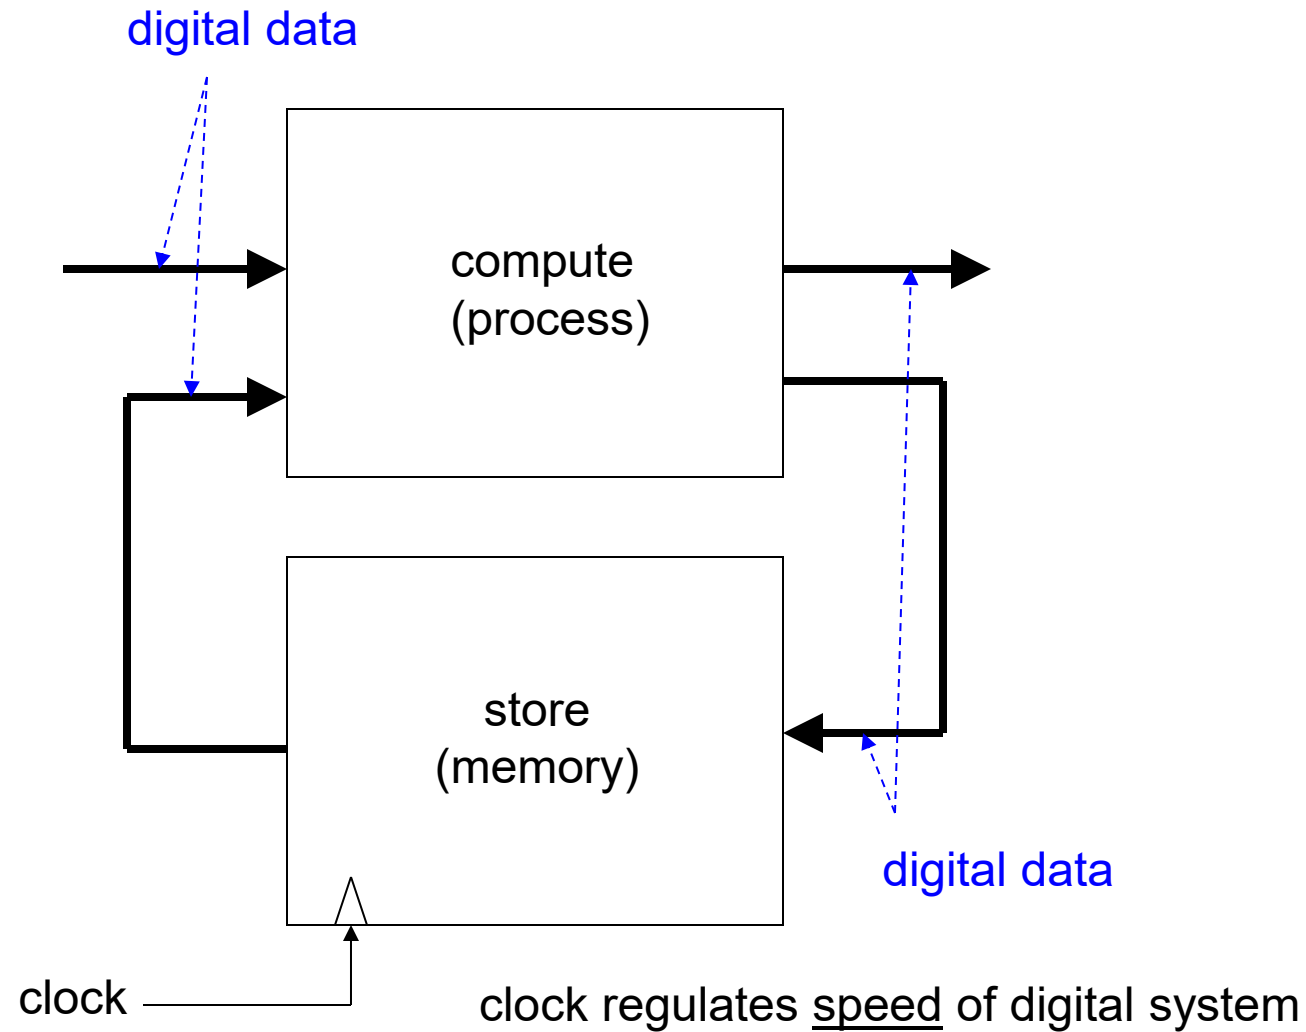 digital data
compute
(process)
store
(memory)
digital data
clock
clock regulates speed of digital system